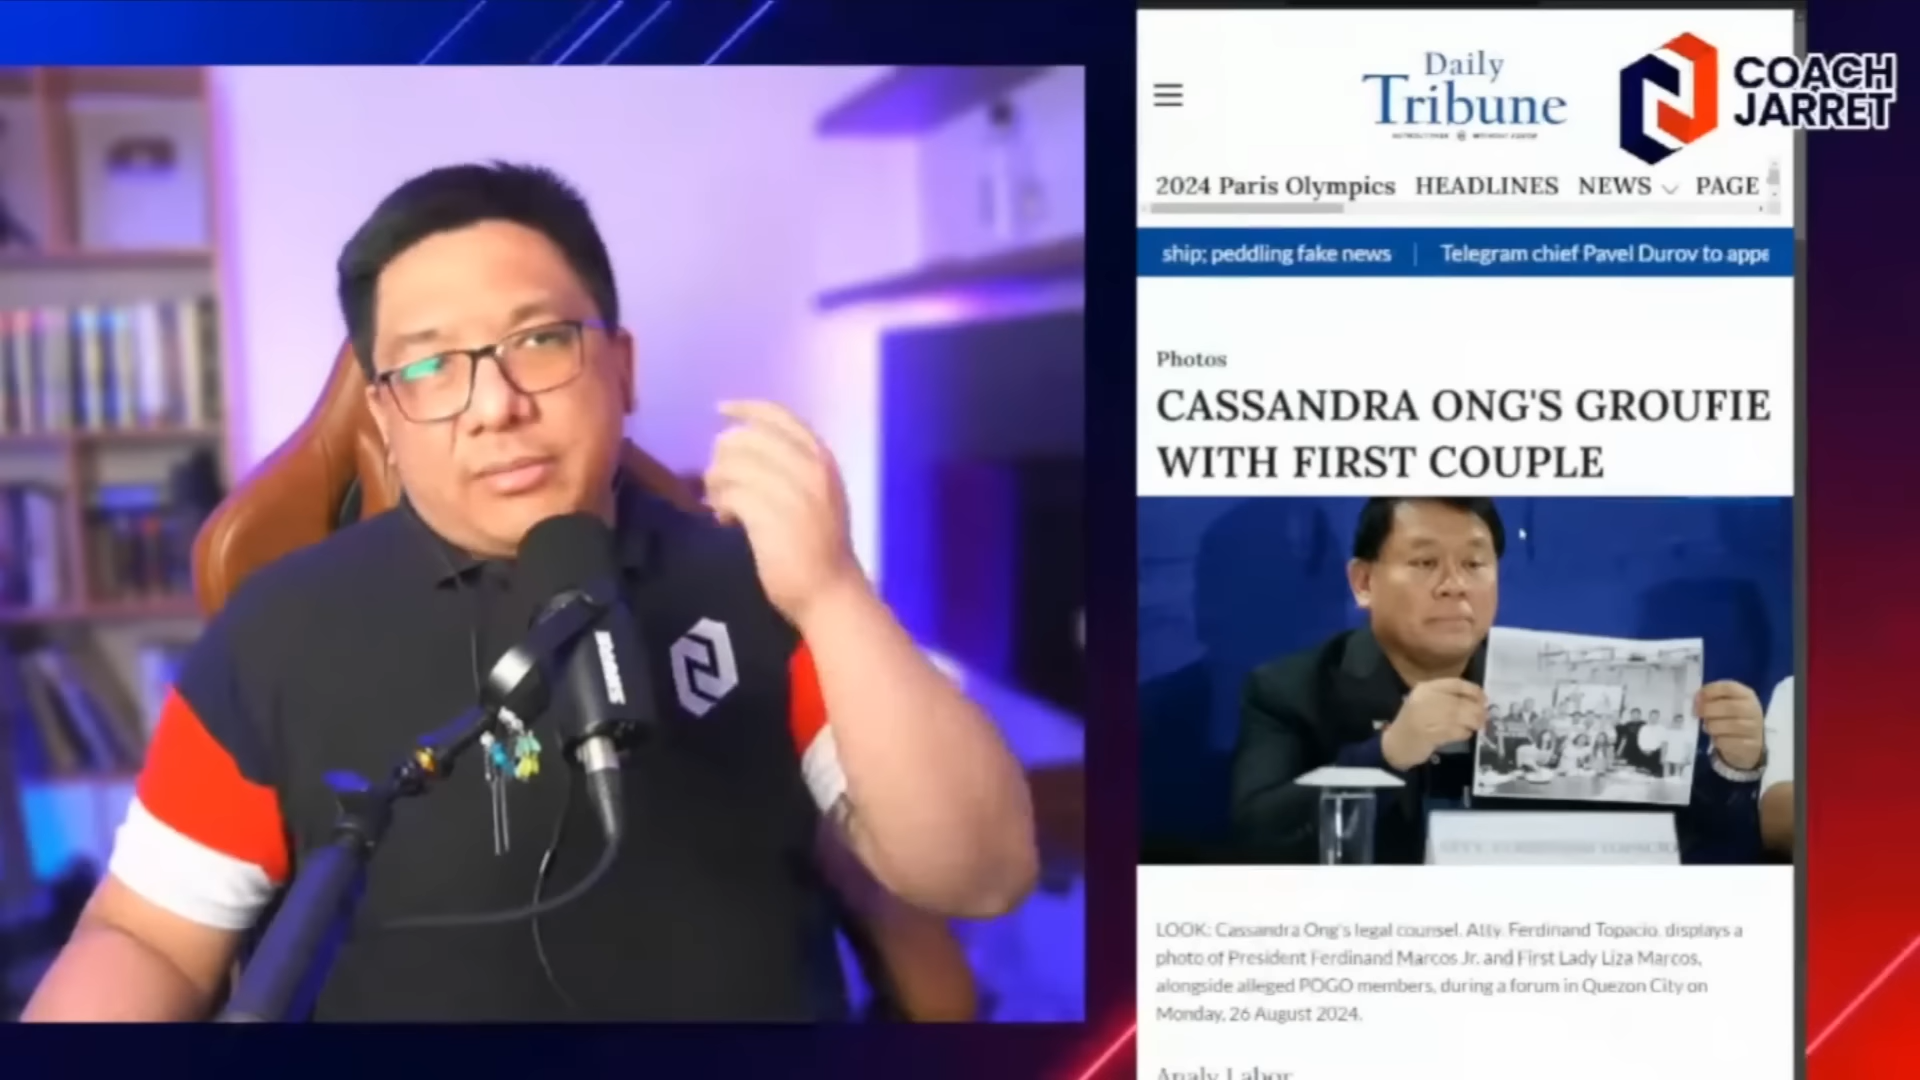 Daily
Tribune
COACH
JARRET
2024 Paris Olympics HEADLINES NEWS PAGE
ship; peddling fake news Telegram chief Pavel Durov to appe
Photos
CASSANDRA ONG'S GROUFIE
WITH FIRST COUPLE
LOOK: Cassandra Ong's legal counsel, Atty. Ferdinand Topacio, displays a
photo of President Ferdinand Marcos Jr. and First Lady Liza Marcos,
alongside alleged POGO members, during a forum in Quezon City on
Monday, 26 August 2024.
Analy Labor